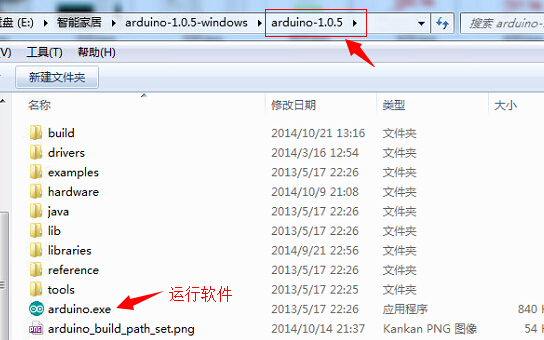 盘 (E:) ▸ 智能家居 ▸ arduino-1.0.5-windows ▸ arduino-1.0.5 ▸ 搜索 arduino-
(V) 工具(T) 帮助(H)
新建文件夹
名称 修改日期 类型 大小
build 2014/10/21 13:16 文件夹
drivers 2014/3/16 12:54 文件夹
examples 2013/5/17 22:26 文件夹
hardware 2014/10/9 21:08 文件夹
java 2013/5/17 22:26 文件夹
lib 2013/5/17 22:26 文件夹
libraries 2014/9/21 22:56 文件夹
reference 2013/5/17 22:26 文件夹
tools 2013/5/17 22:25 文件夹
arduino.exe 运行软件 2013/5/17 22:26 应用程序 840 K
arduino_build_path_set.png 2014/10/14 21:37 Kankan PNG 图像 54 K